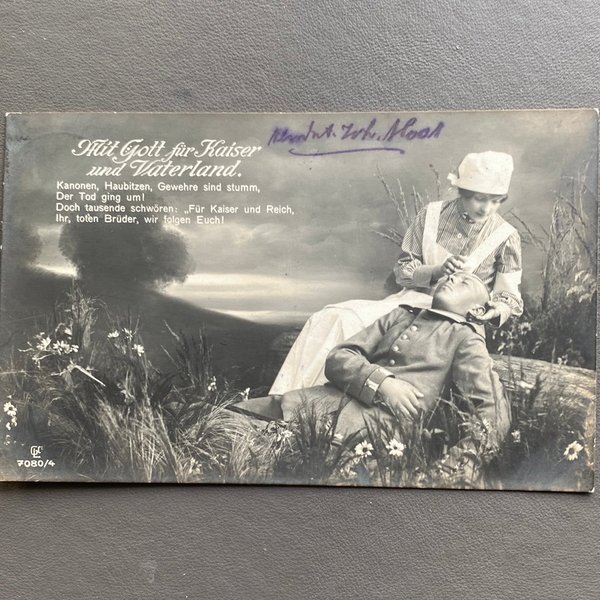 Mit Gott für Kaiser
und Vaterland.
Kanonen, Haubitzen, Gewehre sind stumm,
Der Tod ging um!
Doch tausende schwören: „Für Kaiser und Reich,
Ihr, toten Brüder, wir folgen Euch!
7080/4